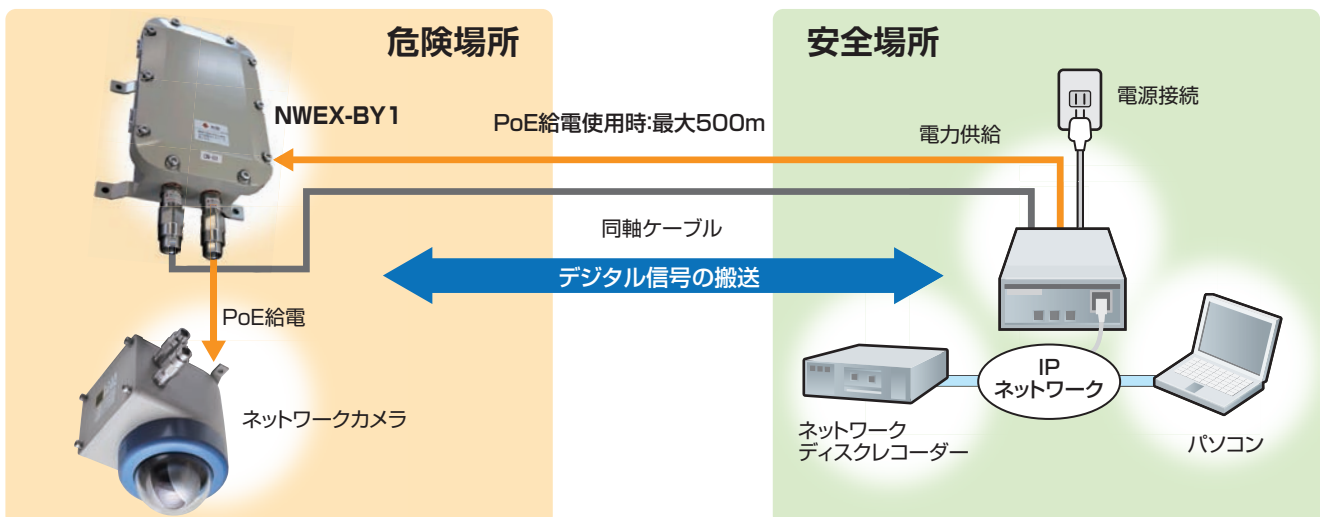 危険場所
安全場所
NWEX-BY1
PoE給電使用時:最大500m
電力供給
電源接続
同軸ケーブル
デジタル信号の搬送
PoE給電
ネットワークカメラ
IP
ネットワーク
ネットワーク
ディスクレコーダー
パソコン